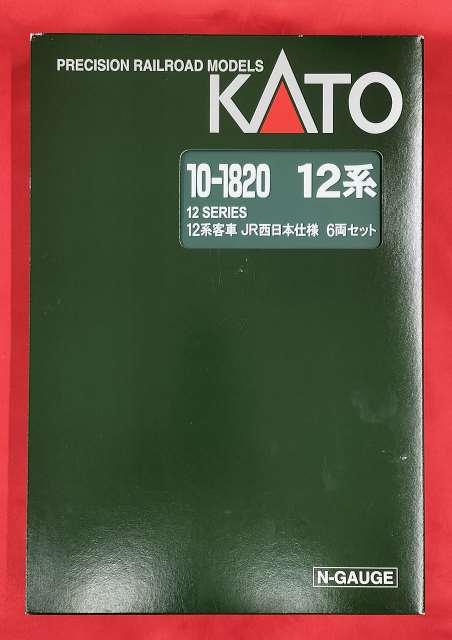 PRECISION RAILROAD MODELS
KATO
10-1820 12系
12 SERIES
12系客車 JR西日本仕様 6両セット
N-GAUGE